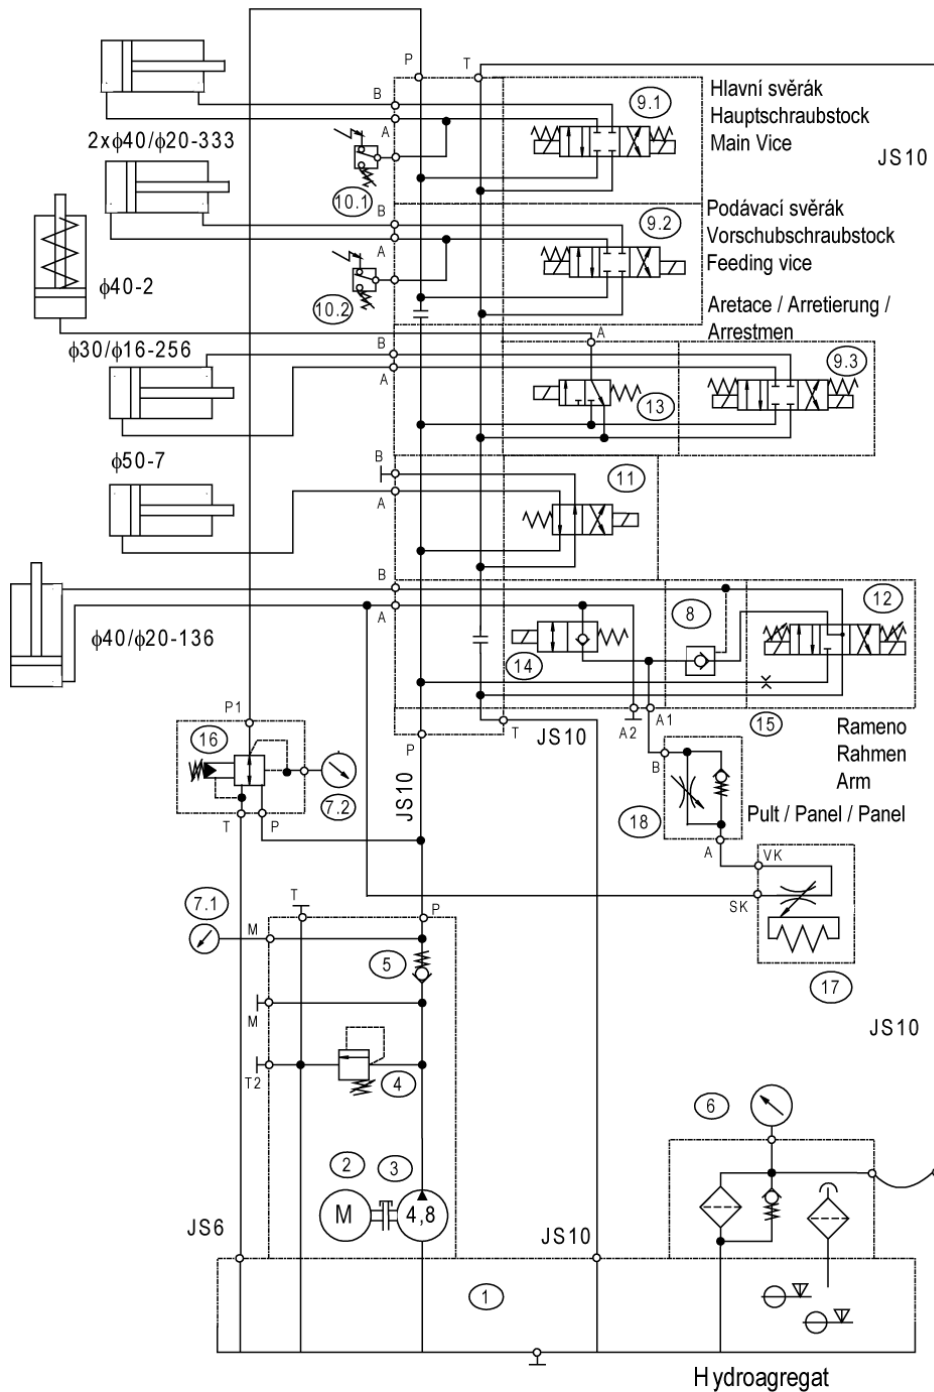 P
T
B
9.1
Hlavní svěrák
Hauptschraubstock
Main Vice
A
2xϕ40/ϕ20-333
JS10
10.1
B
Podávací svěrák
9.2
Vorschubschraubstock
A
Feeding vice
ϕ40-2
10.2
Aretace / Arretierung /
Arrestmen
A
ϕ30/ϕ16-256
B
9.3
A
13
ϕ50-7
B
11
A
B
8
12
A
ϕ40/ϕ20-136
14
P1
A2
A1
15
T
JS10
P
Rameno
Rahmen
Arm
16
B
7.2
JS10
T
P
18
Pult / Panel / Panel
A
VK
7.1
T
SK
M
P
5
17
M
JS10
T2
4
6
2
3
M
4,8
JS6
JS10
1
Hydroagregat